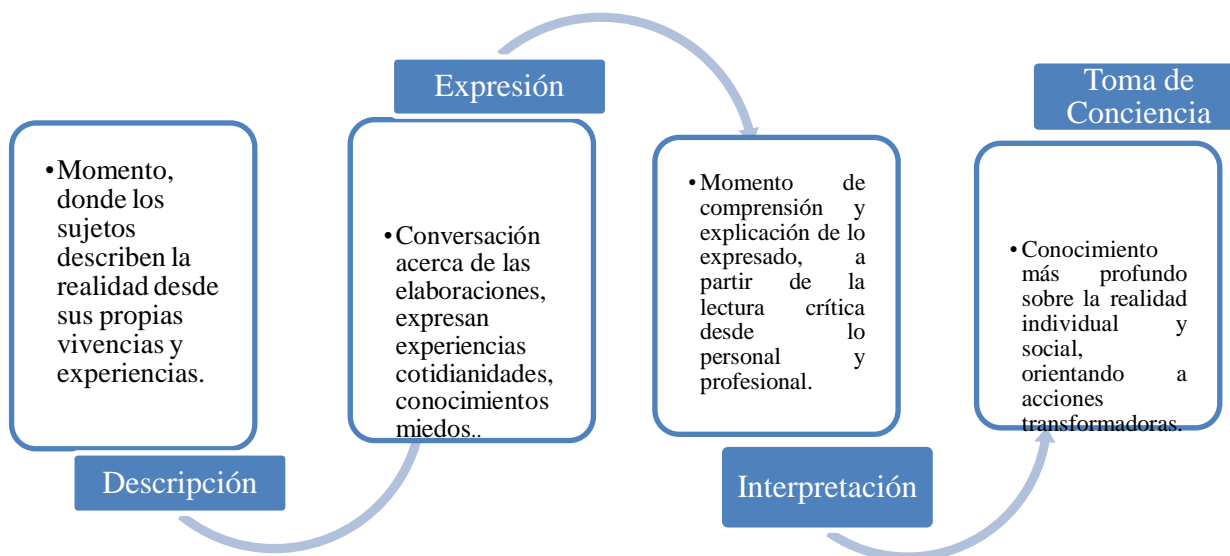 •Momento,
donde los
sujetos
describen la
realidad desde
sus propias
vivencias y
experiencias.
Descripción
Expresión
•Conversación
acerca de las
elaboraciones,
expresan
experiencias
cotidianidades,
conocimientos
miedos..
•Momento de
comprensión y
explicación de lo
expresado, a
partir de la
lectura crítica
desde lo
personal y
profesional.
Interpretación
Toma de
Conciencia
•Conocimiento
más profundo
sobre la realidad
individual y
social,
orientando a
acciones
transformadoras.